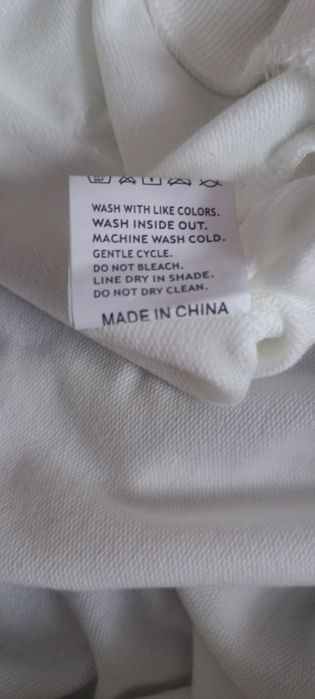 WASH WITH LIKE COLORS.
WASH INSIDE OUT.
MACHINE WASH COLD.
GENTLE CYCLE.
DO NOT BLEACH.
LINE DRY IN SHADE.
DO NOT DRY CLEAN.
MADE IN CHINA